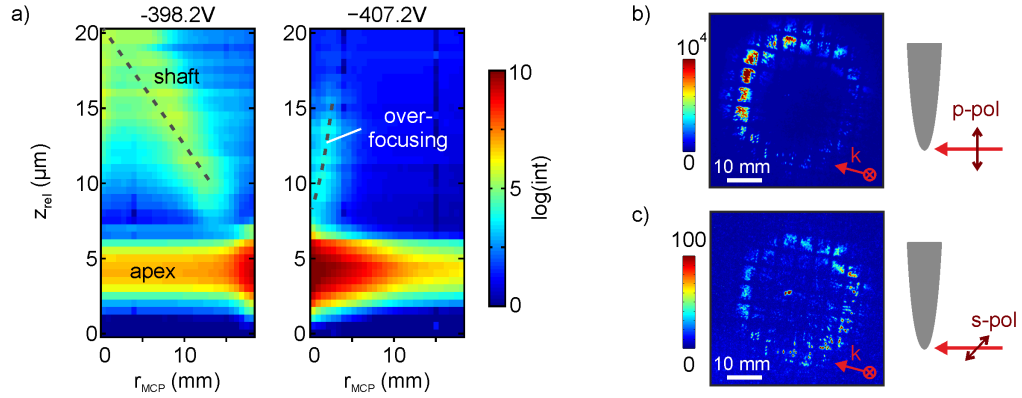 a)
-398.2V
−407.2V
20
15
10
5
0
z_rel (μm)
shaft
apex
0
10
r_MCP (mm)
20
15
10
5
0
over-
focusing
0
10
r_MCP (mm)
10
5
0
log(int)
b)
10^4
0
10 mm
k
p-pol
c)
100
0
10 mm
k
s-pol